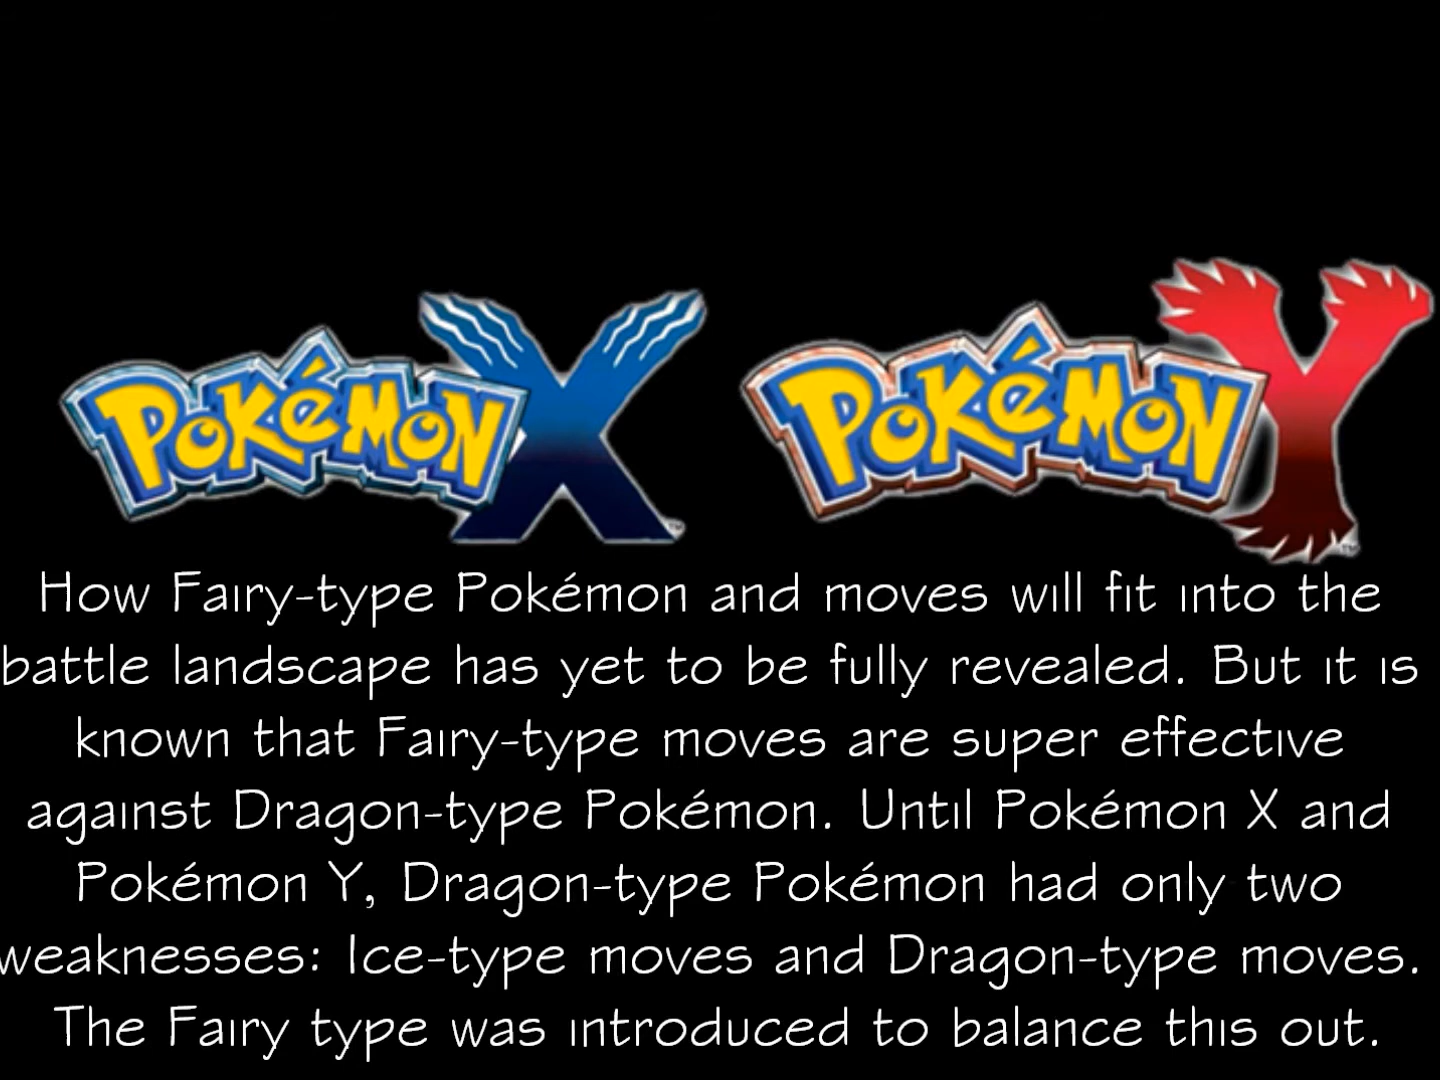 POKéMON X POKéMON Y
How Fairy-type Pokémon and moves will fit into the
battle landscape has yet to be fully revealed. But it is
known that Fairy-type moves are super effective
against Dragon-type Pokémon. Until Pokémon X and
Pokémon Y, Dragon-type Pokémon had only two
weaknesses: Ice-type moves and Dragon-type moves.
The Fairy type was introduced to balance this out.